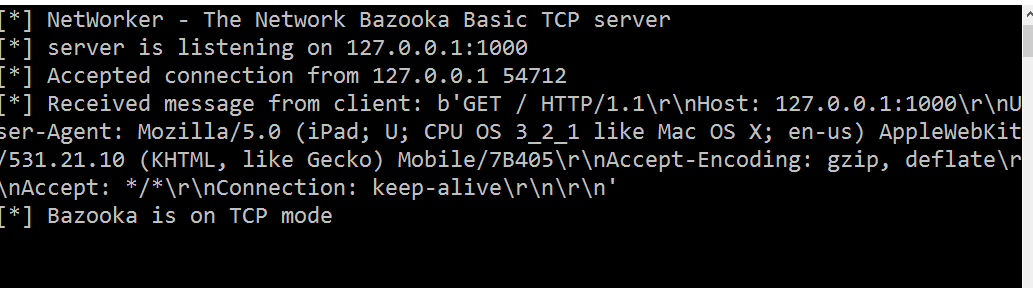 [*] NetWorker - The Network Bazooka Basic TCP server
[*] server is listening on 127.0.0.1:1000
[*] Accepted connection from 127.0.0.1 54712
[*] Received message from client: b'GET / HTTP/1.1\r\nHost: 127.0.0.1:1000\r\nU
ser-Agent: Mozilla/5.0 (iPad; U; CPU OS 3_2_1 like Mac OS X; en-us) AppleWebKit
/531.21.10 (KHTML, like Gecko) Mobile/7B405\r\nAccept-Encoding: gzip, deflate\r
\nAccept: */*\r\nConnection: keep-alive\r\n\r\n'
[*] Bazooka is on TCP mode